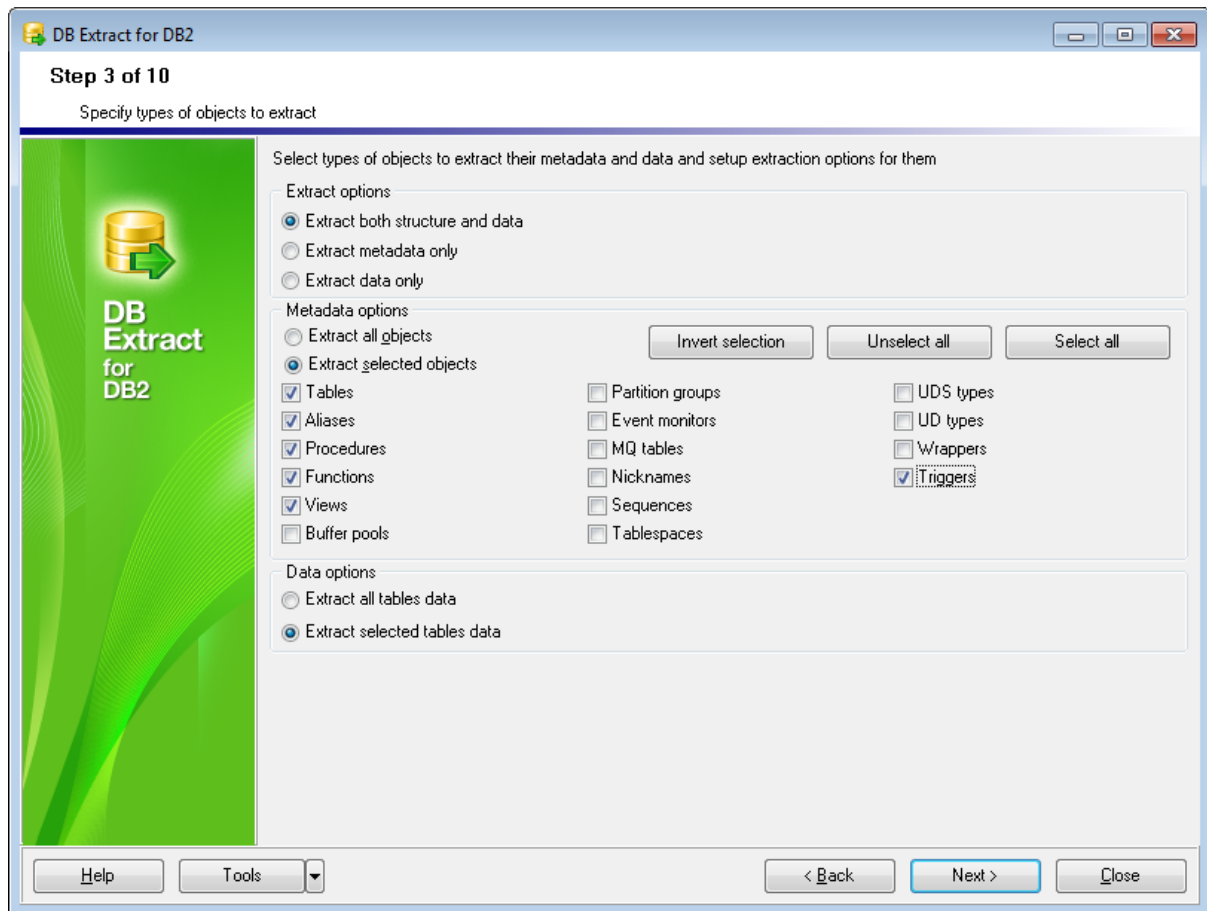 DB Extract for DB2
Step 3 of 10
Specify types of objects to extract
DB
Extract
for
DB2
Select types of objects to extract their metadata and data and setup extraction options for them
Extract options
Extract both structure and data
Extract metadata only
Extract data only
Metadata options
Extract all objects
Invert selection Unselect all Select all
Extract selected objects
Tables Partition groups UDS types
Aliases Event monitors UD types
Procedures MQ tables Wrappers
Functions Nicknames Triggers
Views Sequences
Buffer pools Tablespaces
Data options
Extract all tables data
Extract selected tables data
Help Tools < Back Next > Close